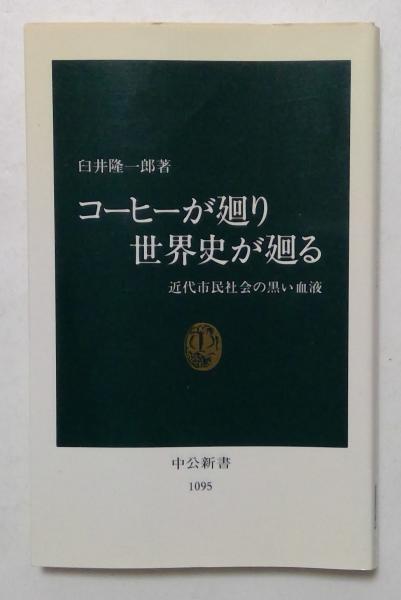 臼井隆一郎著
コーヒーが廻り
世界史が廻る
近代市民社会の黒い血液
中公新書
1095